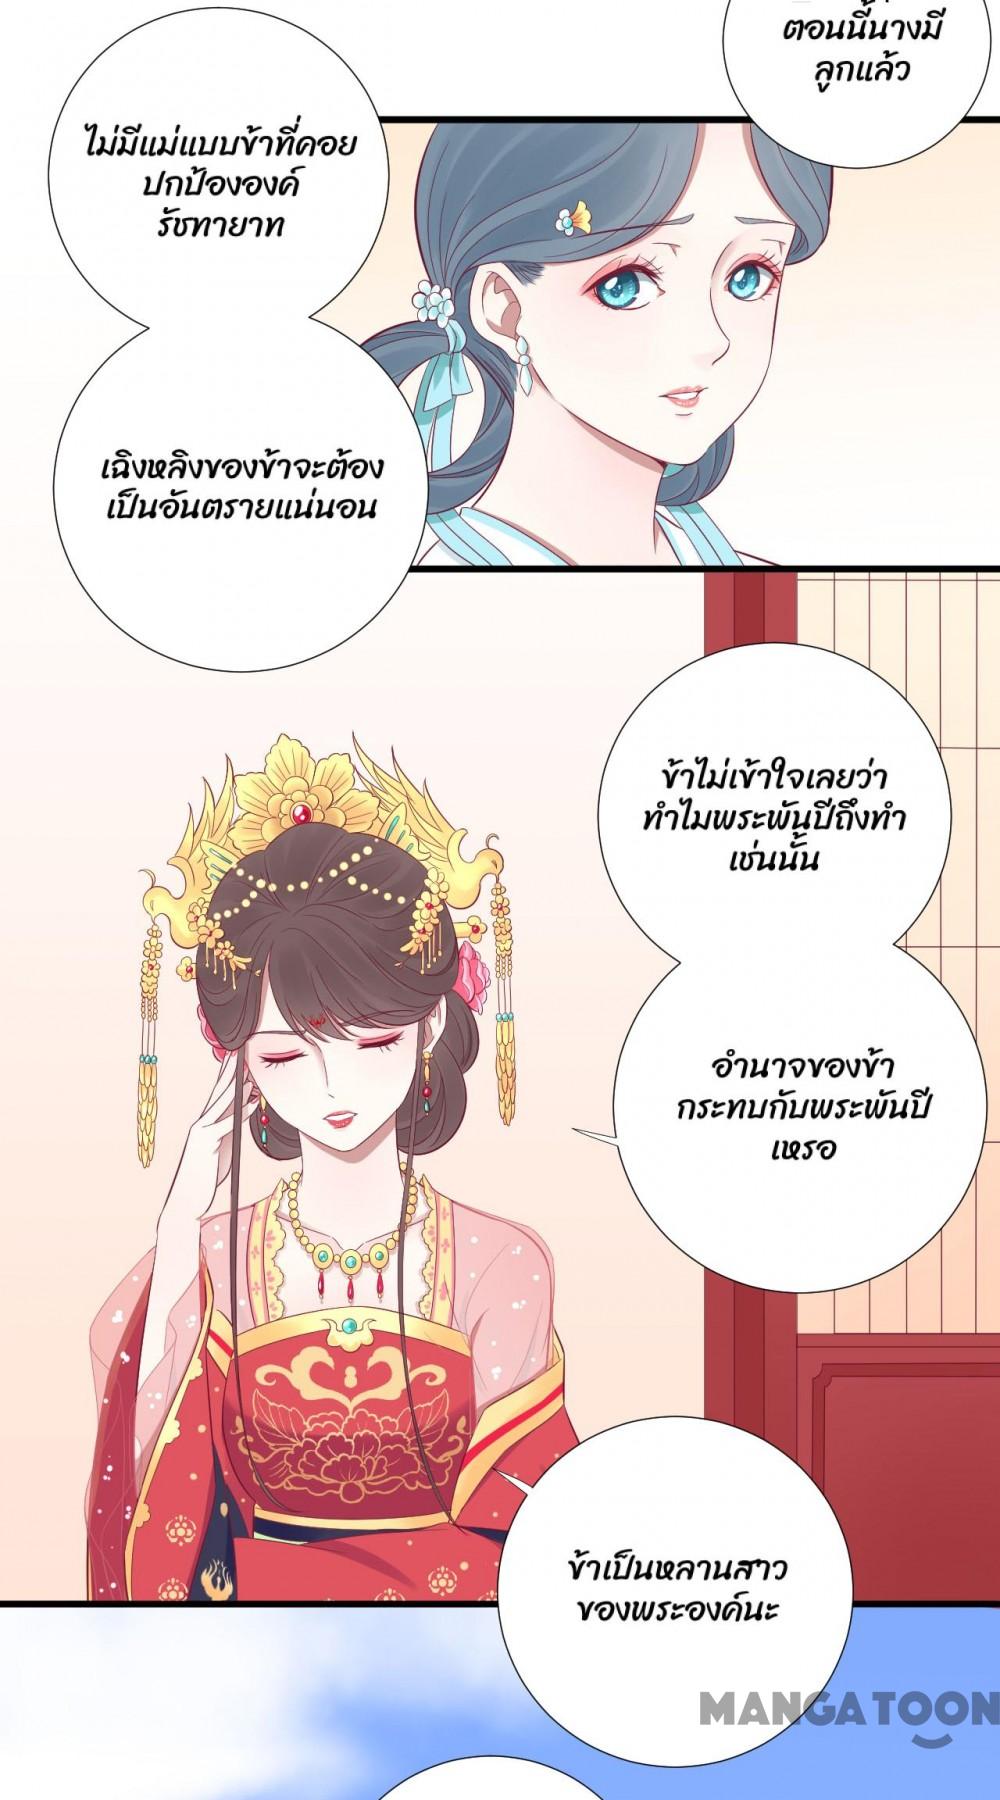 ตอนนี้นางมี
ลูกแล้ว
ไม่มีแม่แบบข้าที่คอย
ปกป้ององค์
รัชทายาท
เฉิงหลิงของข้าจะต้อง
เป็นอันตรายแน่นอน
ข้าไม่เข้าใจเลยว่า
ทำไมพระพันปีถึงทำ
เช่นนั้น
อำนาจของข้า
กระทบกับพระพันปี
เหรอ
ข้าเป็นหลานสาว
ของพระองค์นะ
MANGATOON